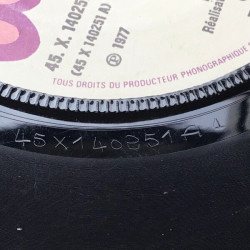 45. X. 14025
(45 X 140251 A)
℗ 1977
Réalisa
TOUS DROITS DU PRODUCTEUR PHONOGRAPHIQUE
45X140251A 1